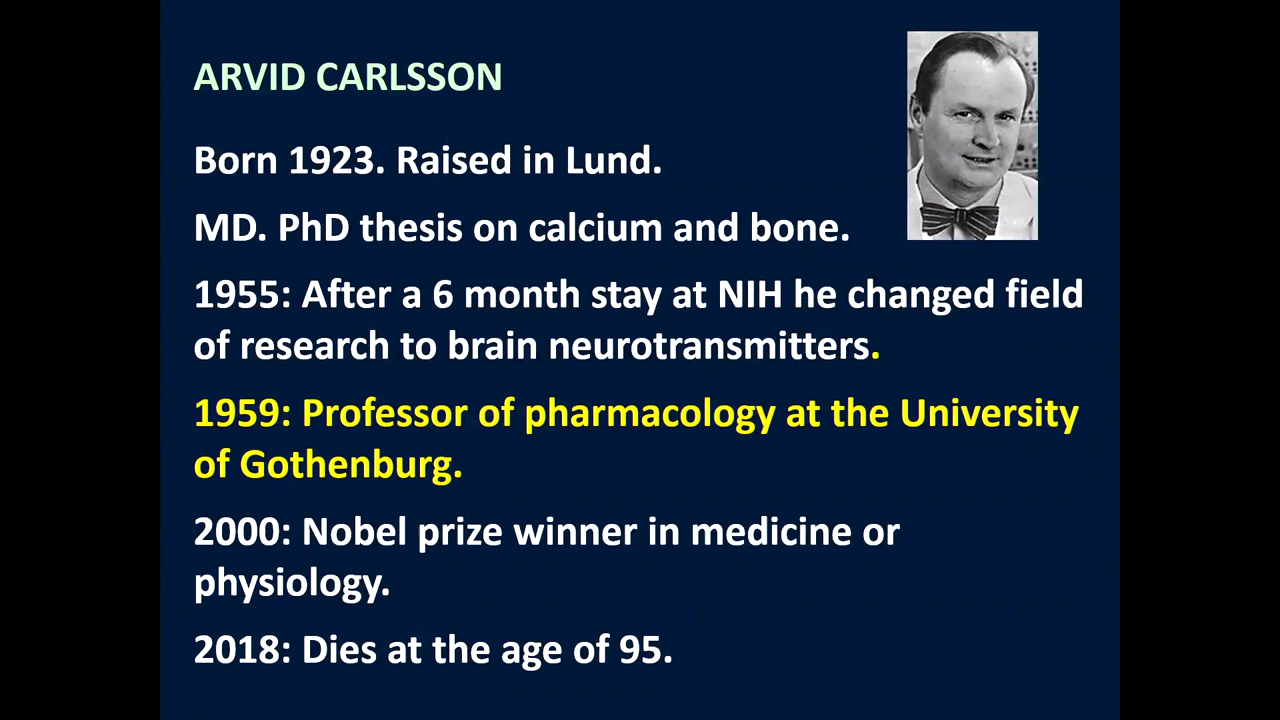 ARVID CARLSSON
Born 1923. Raised in Lund.
MD. PhD thesis on calcium and bone.
1955: After a 6 month stay at NIH he changed field
of research to brain neurotransmitters.
1959: Professor of pharmacology at the University
of Gothenburg.
2000: Nobel prize winner in medicine or
physiology.
2018: Dies at the age of 95.